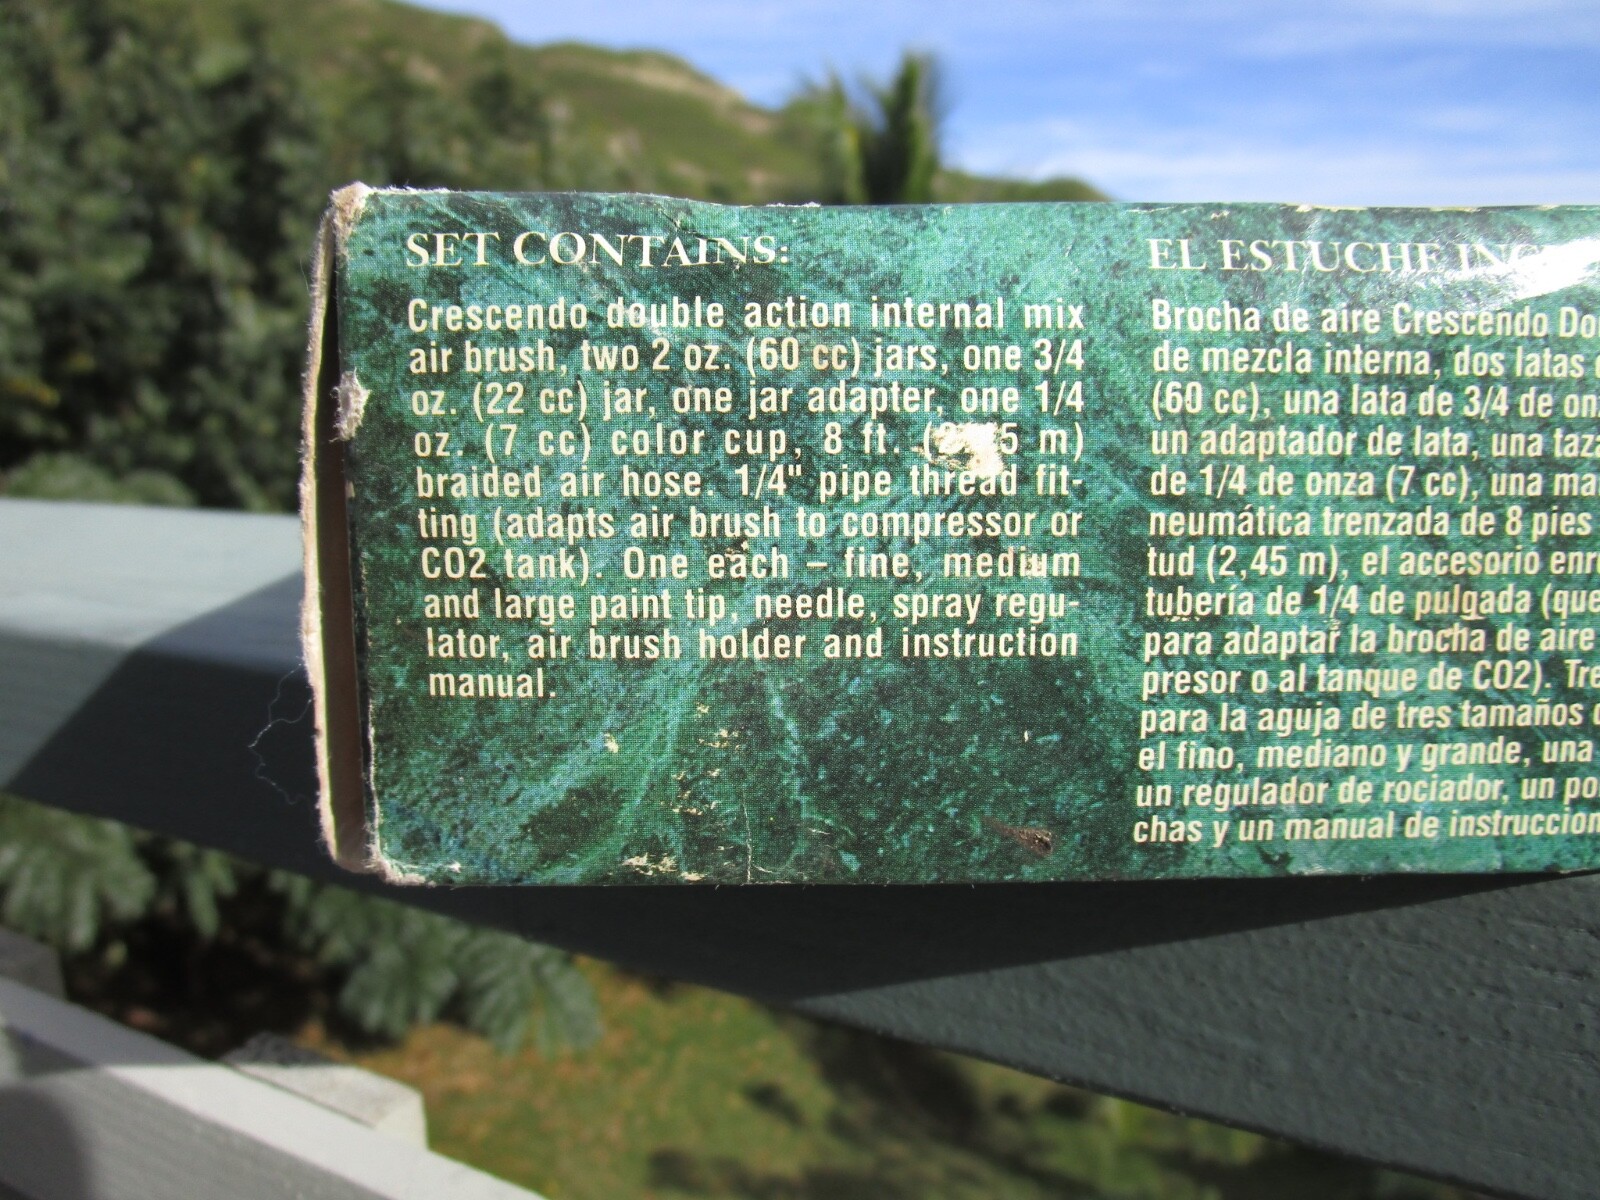 SET CONTAINS:
Crescendo double action internal mix
air brush, two 2 oz. (60 cc) jars, one 3/4
oz. (22 cc) jar, one jar adapter, one 1/4
oz. (7 cc) color cup, 8 ft. ( 5 m)
braided air hose. 1/4" pipe thread fit-
ting (adapts air brush to compressor or
CO2 tank). One each – fine, medium
and large paint tip, needle, spray regu-
lator, air brush holder and instruction
manual.
EL ESTUCHE
Brocha de aire Crescendo
de mezcla interna, dos latas
(60 cc), una lata de 3/4 de
un adaptador de lata, una
de 1/4 de onza (7 cc), una
neumática trenzada de 8 pies
tud (2,45 m), el accesorio
tubería de 1/4 de pulgada
para adaptar la brocha de aire
presor o al tanque de CO2).
para la aguja de tres tamaños
el fino, mediano y grande, una
un regulador de rociador, un
chas y un manual de